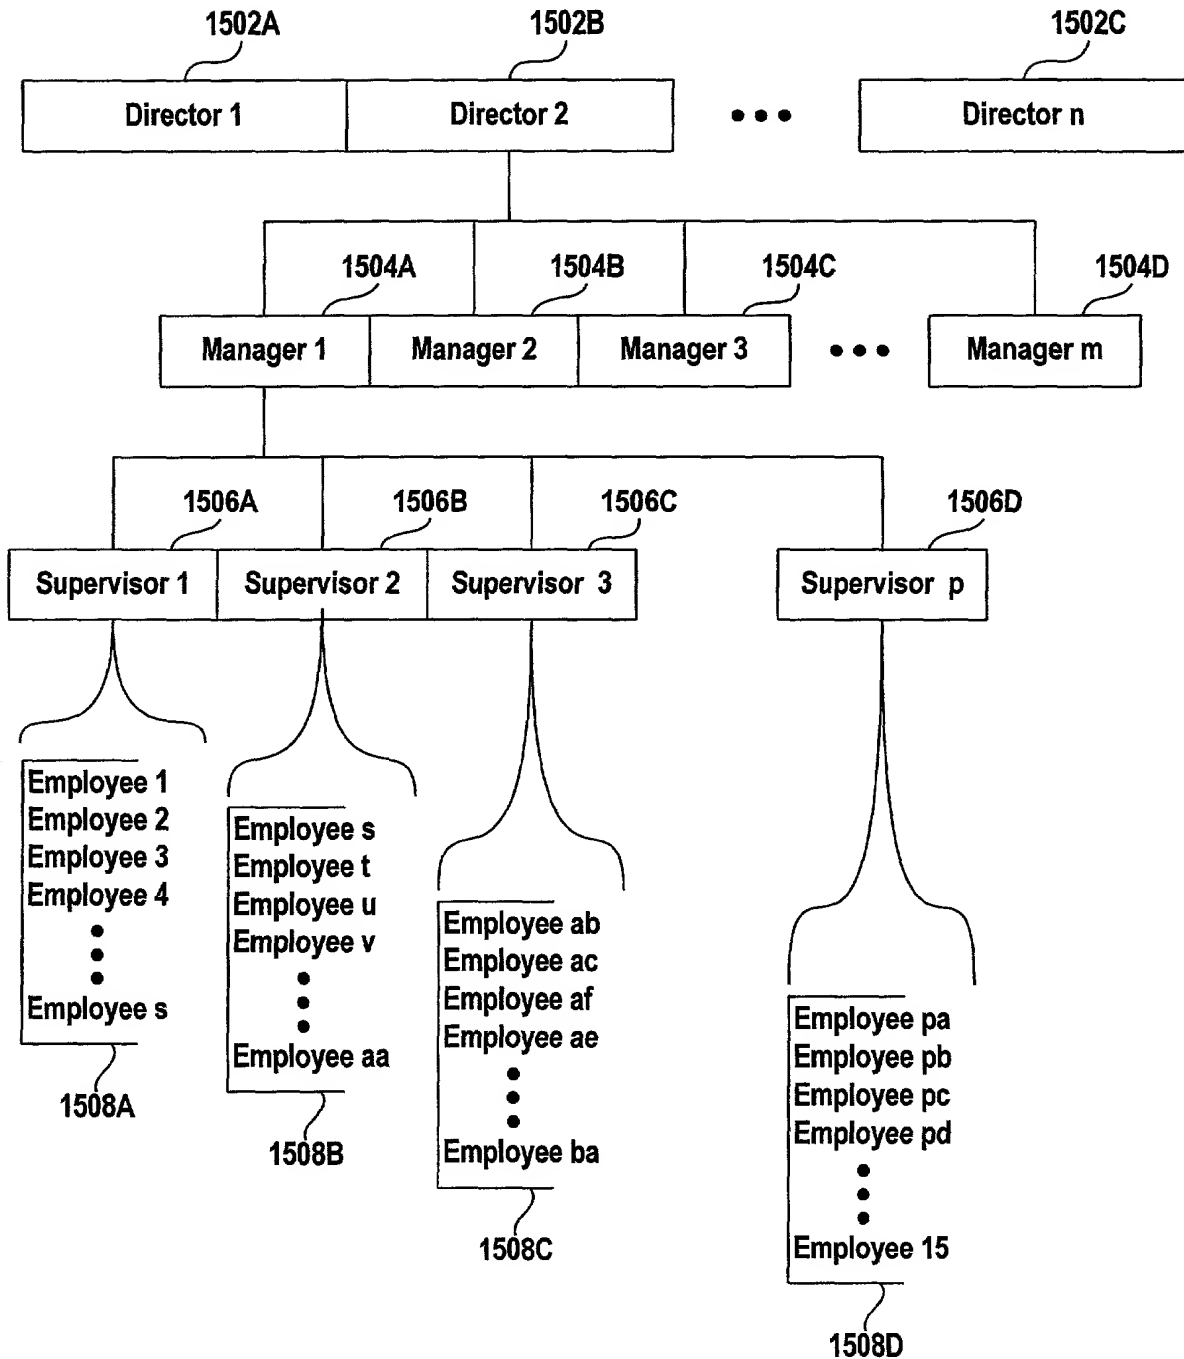 1502A 1502B 1502C
Director 1 Director 2 Director n
1504A 1504B 1504C 1504D
Manager 1 Manager 2 Manager 3 Manager m
1506A 1506B 1506C 1506D
Supervisor 1 Supervisor 2 Supervisor 3 Supervisor p
Employee 1
Employee 2
Employee 3
Employee 4
Employee s
1508A
Employee s
Employee t
Employee u
Employee v
Employee aa
1508B
Employee ab
Employee ac
Employee af
Employee ae
Employee ba
1508C
Employee pa
Employee pb
Employee pc
Employee pd
Employee 15
1508D